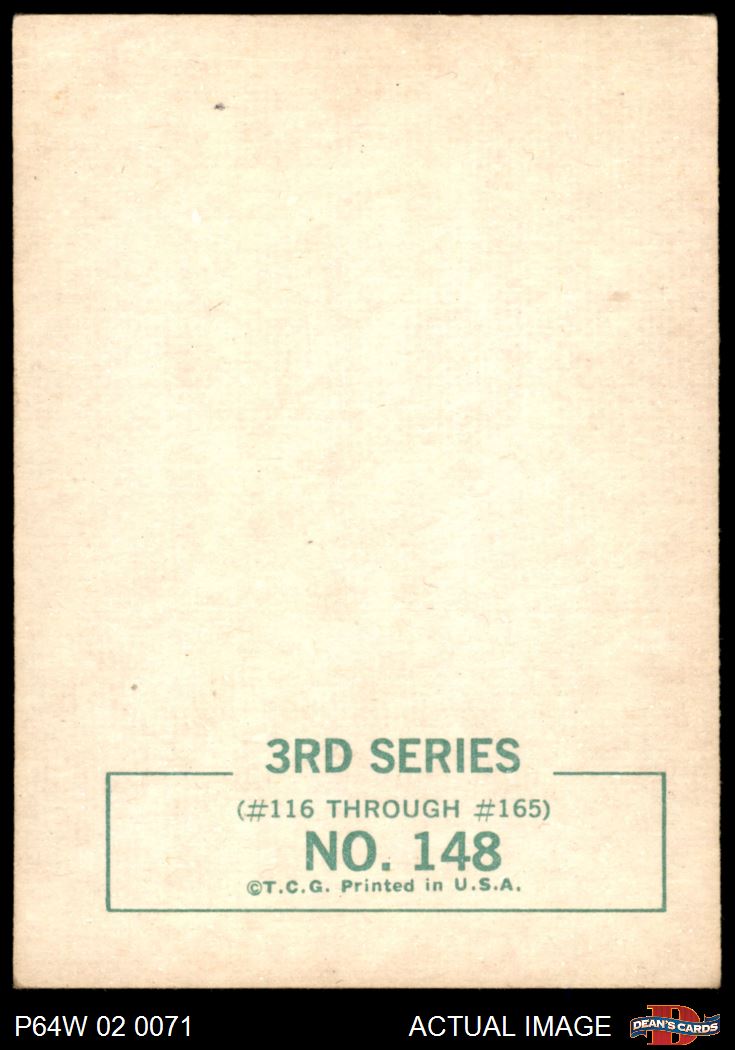 3RD SERIES
(#116 THROUGH #165)
NO. 148
©T.C.G. Printed in U.S.A.
P64W 02 0071
ACTUAL IMAGE
DEAN'S CARDS